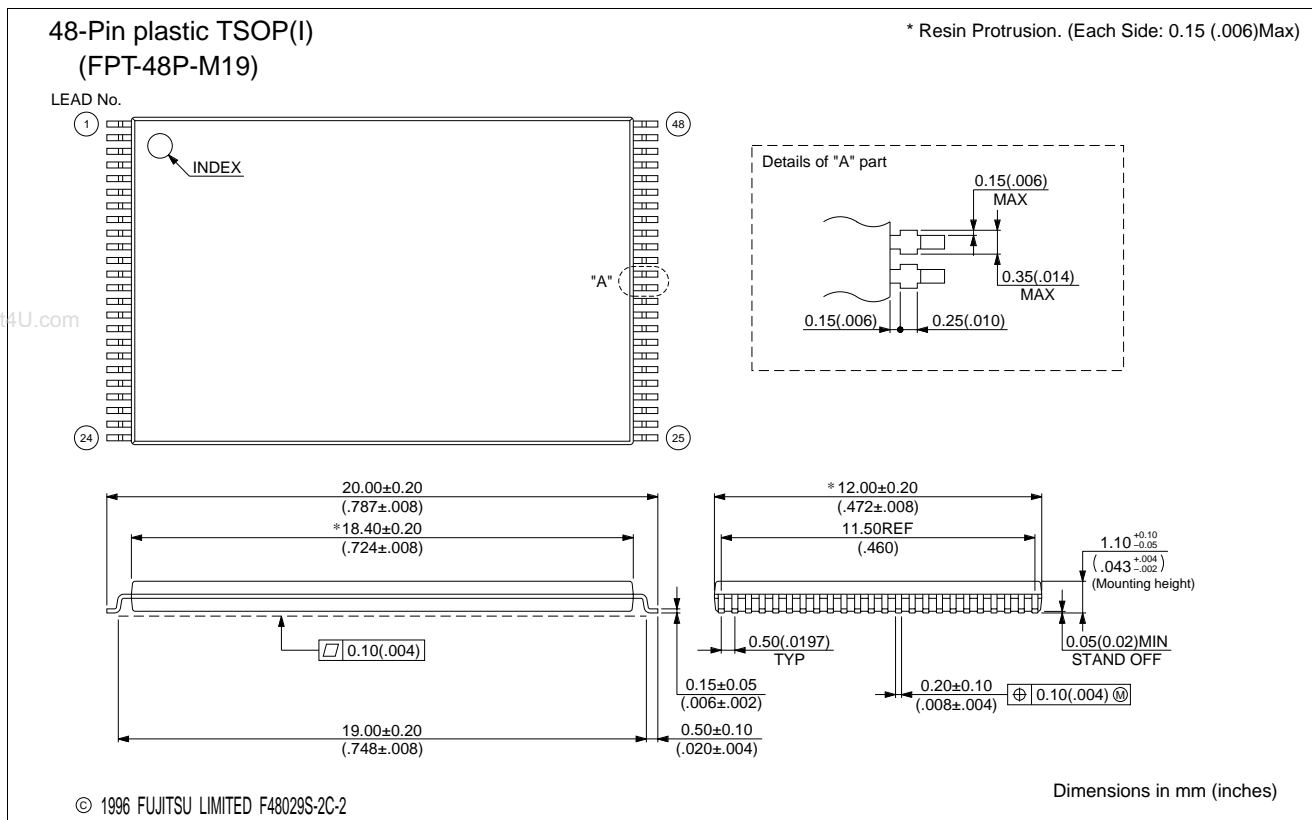 48-Pin plastic TSOP(I)
(FPT-48P-M19)
* Resin Protrusion. (Each Side: 0.15 (.006)Max)
LEAD No.
1
48
INDEX
"A"
24
25
Details of "A" part
0.15(.006)
MAX
0.35(.014)
MAX
0.15(.006)
0.25(.010)
t4U.com
20.00±0.20
(.787±.008)
*18.40±0.20
(.724±.008)
0.10(.004)
0.15±0.05
(.006±.002)
19.00±0.20
(.748±.008)
0.50±0.10
(.020±.004)
*12.00±0.20
(.472±.008)
11.50REF
(.460)
1.10 +0.10 −0.05
(.043 +.004 −.002)
(Mounting height)
0.50(.0197)
TYP
0.05(0.02)MIN
STAND OFF
0.20±0.10
(.008±.004)
⌖ 0.10(.004) Ⓜ
© 1996 FUJITSU LIMITED F48029S-2C-2
Dimensions in mm (inches)